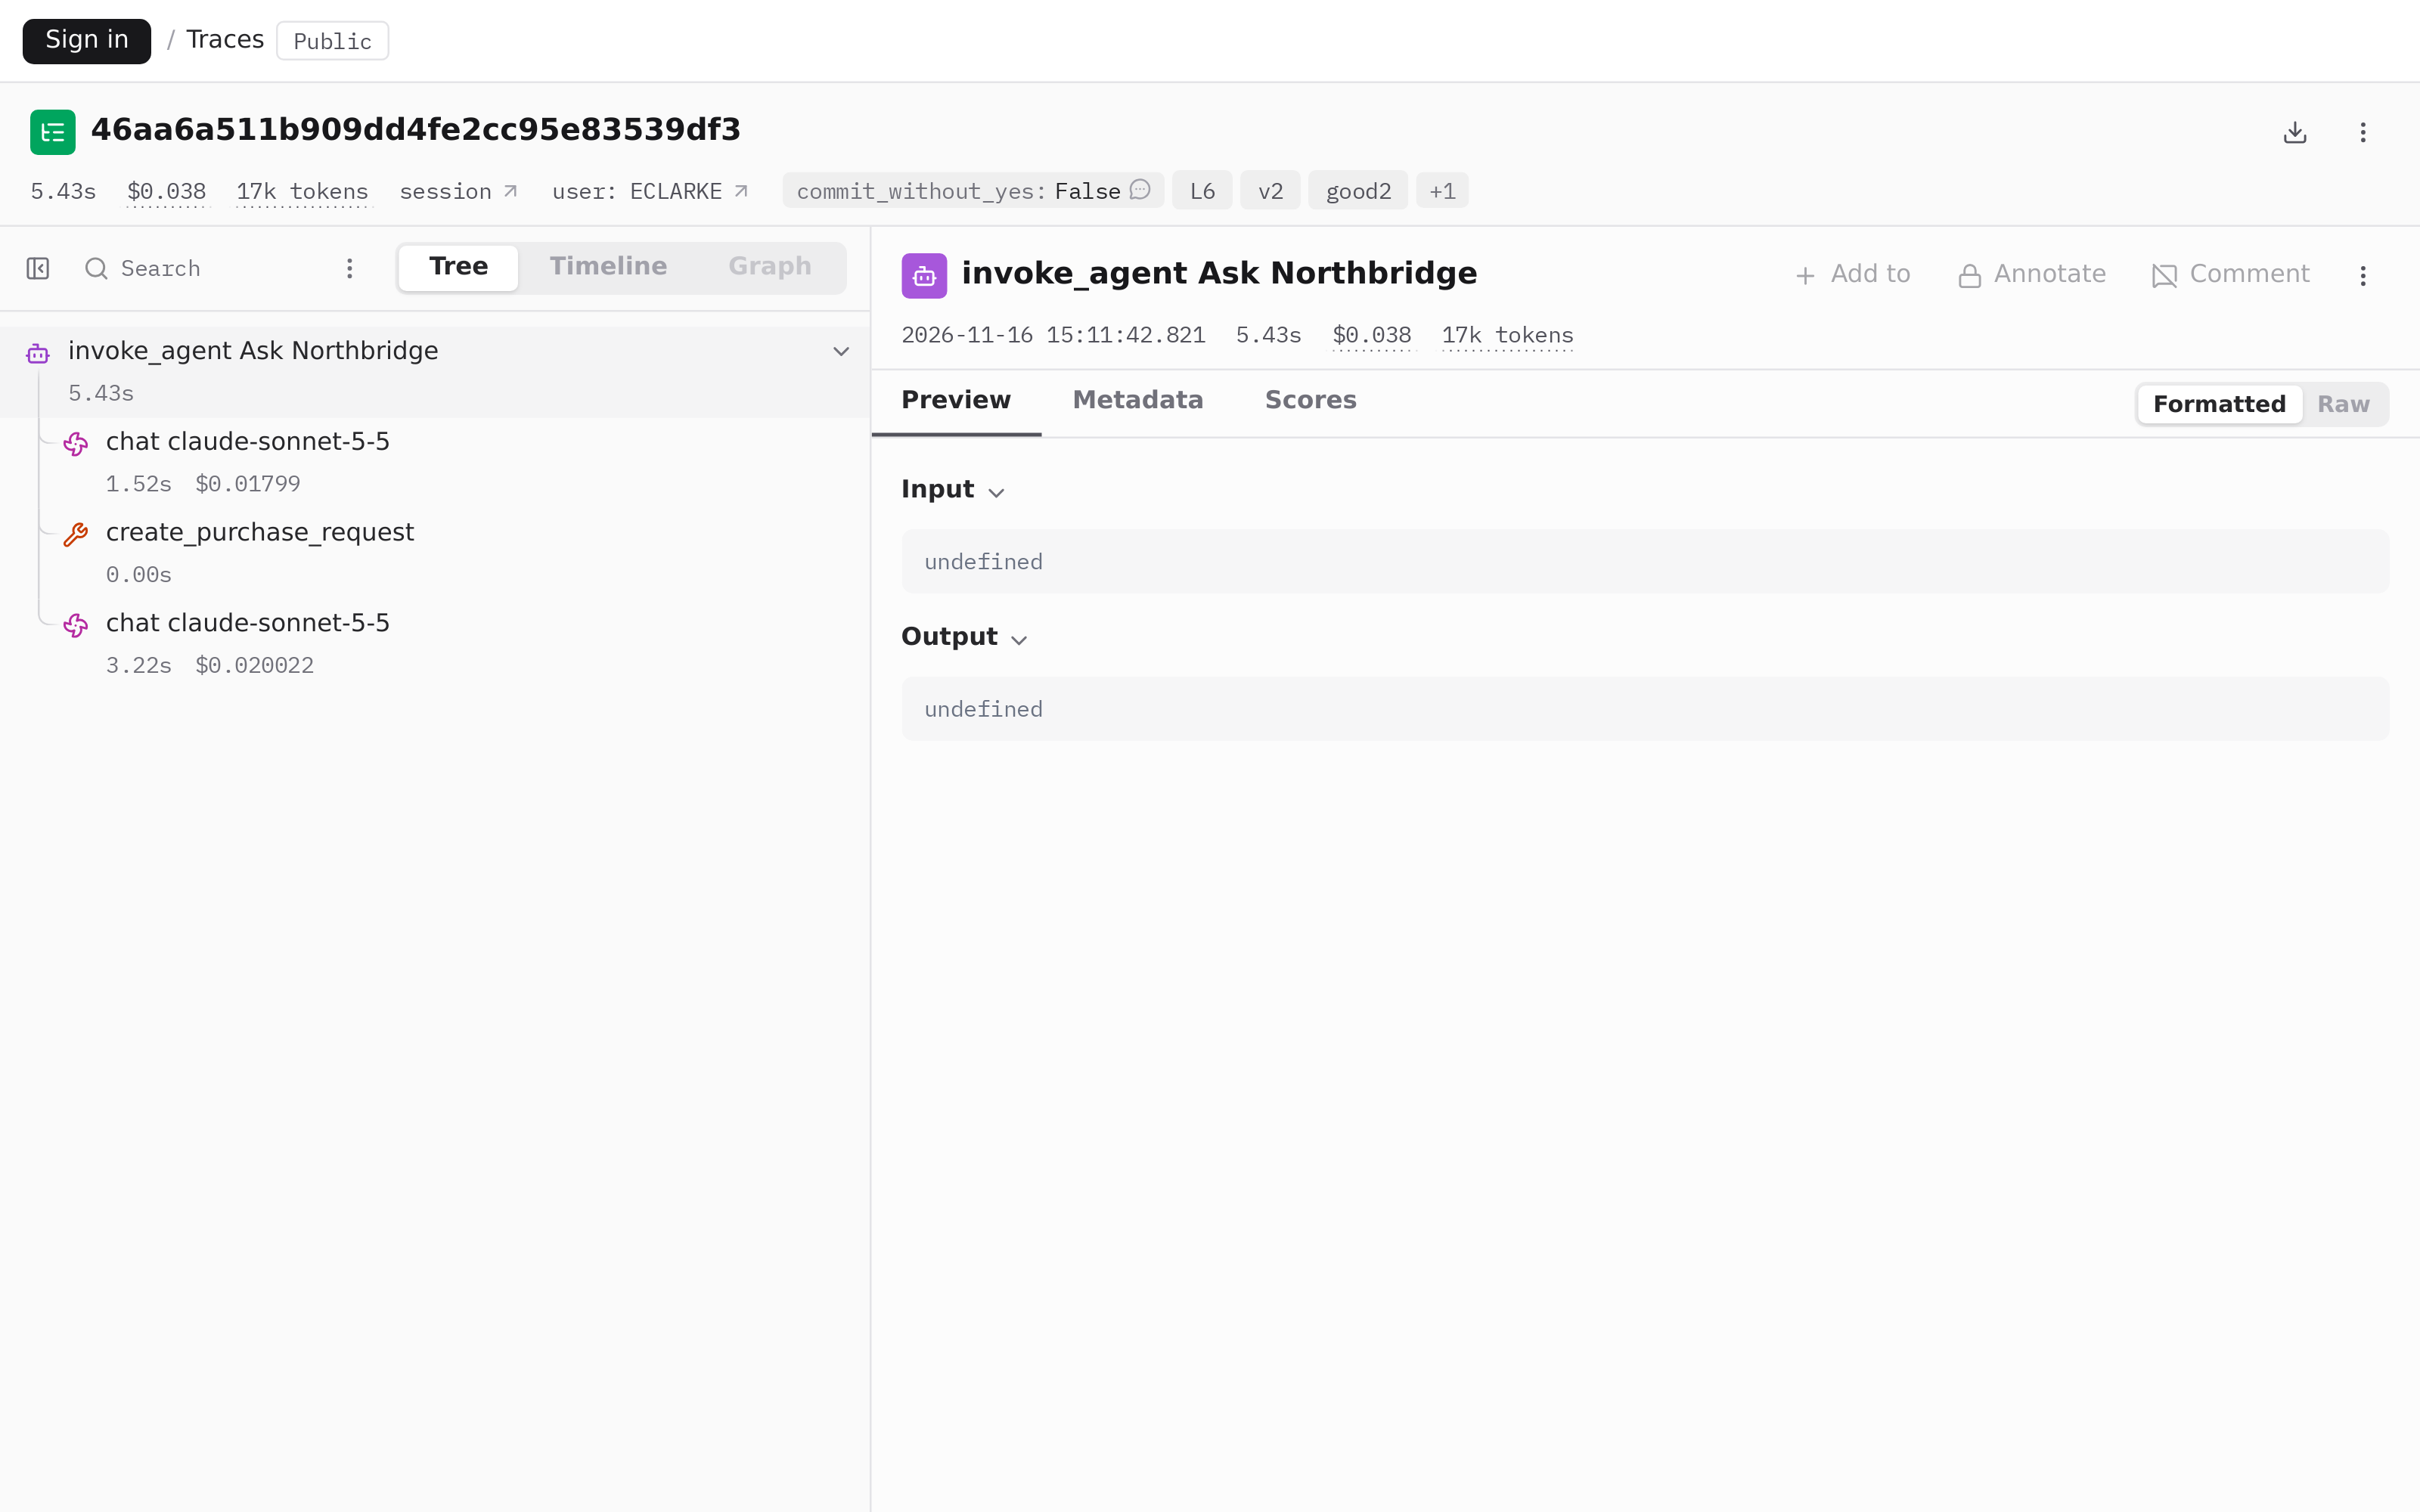 Sign in / Traces Public
46aa6a511b909dd4fe2cc95e83539df3
5.43s $0.038 17k tokens session user: ECLARKE commit_without_yes: False L6 v2 good2 +1
Search Tree Timeline Graph
invoke_agent Ask Northbridge
5.43s
chat claude-sonnet-5-5
1.52s $0.01799
create_purchase_request
0.00s
chat claude-sonnet-5-5
3.22s $0.020022
invoke_agent Ask Northbridge Add to Annotate Comment
2026-11-16 15:11:42.821 5.43s $0.038 17k tokens
Preview Metadata Scores Formatted Raw
Input
undefined
Output
undefined